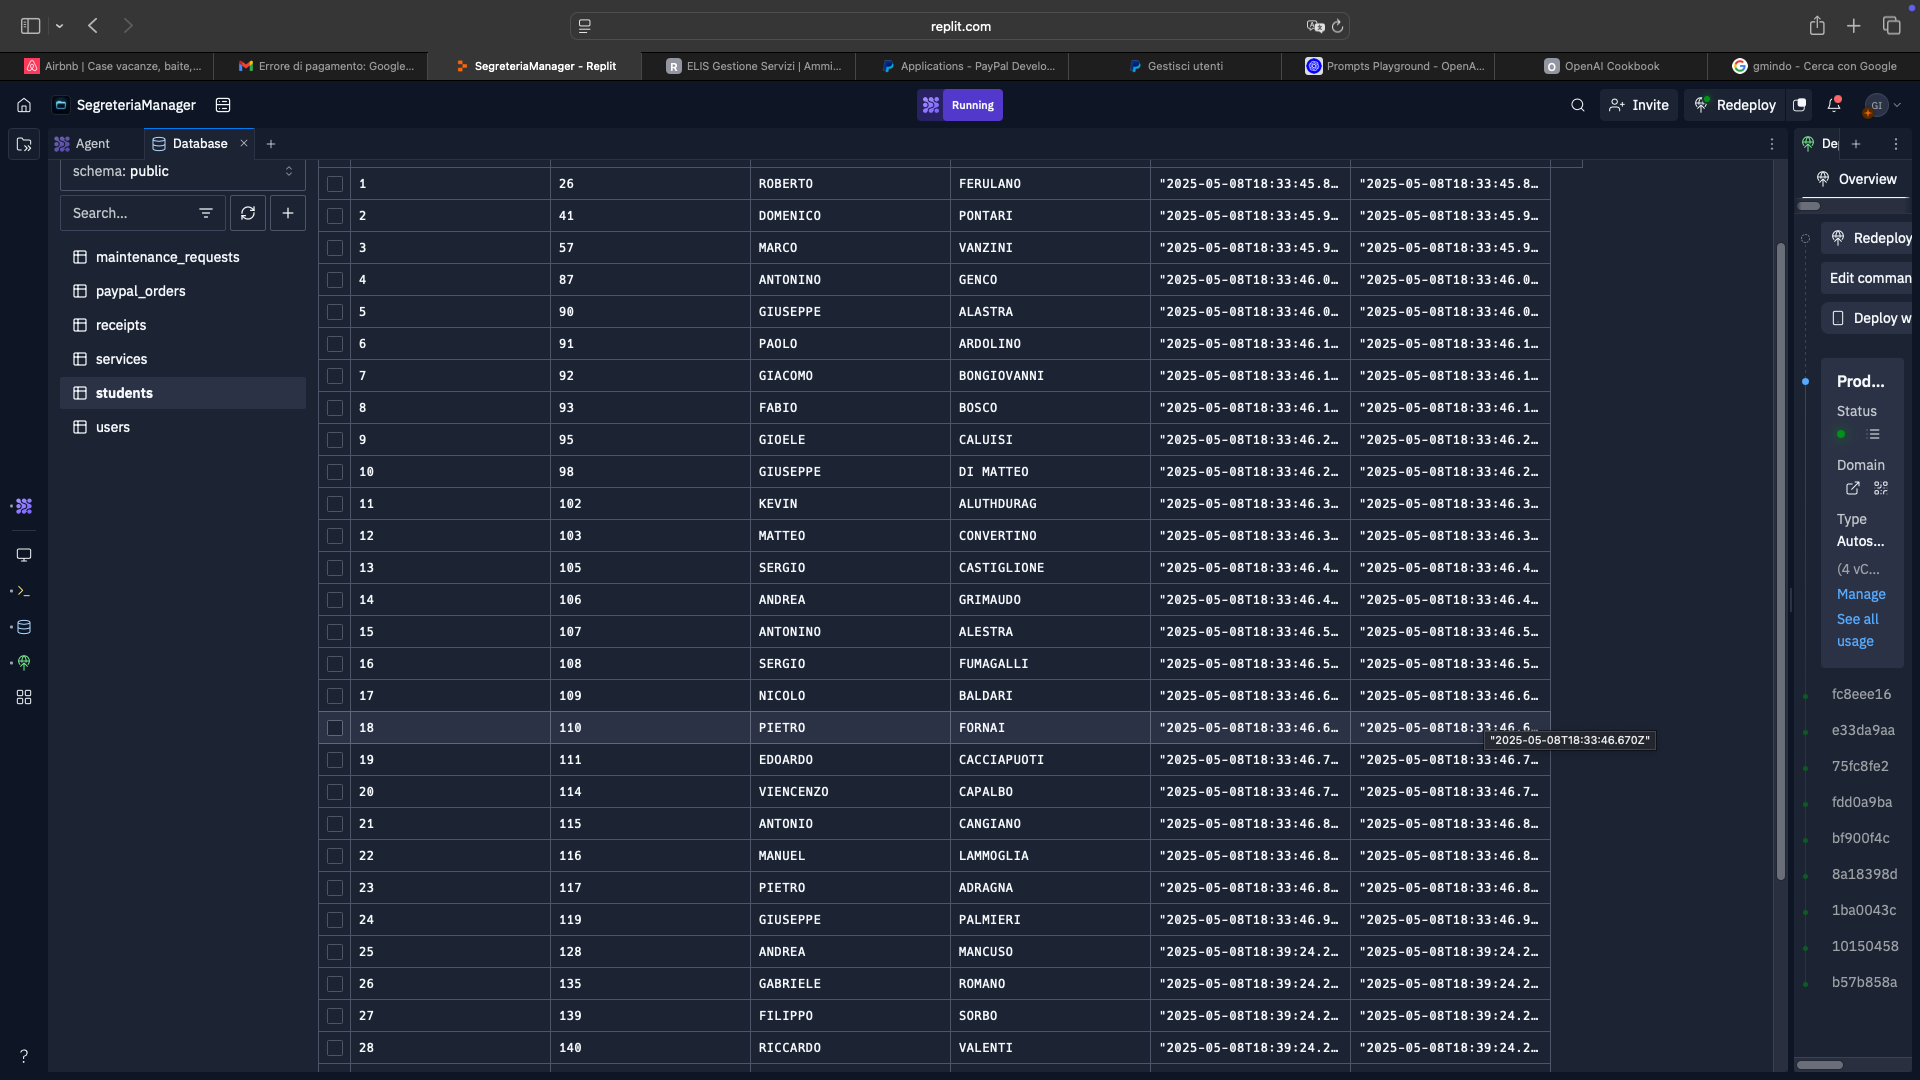 replit.com
Airbnb | Case vacanze, baite,...
Errore di pagamento: Google...
SegreteriaManager - Replit
ELIS Gestione Servizi | Ammi...
Applications - PayPal Develo...
Gestisci utenti
Prompts Playground - OpenA...
OpenAI Cookbook
gmindo - Cerca con Google
SegreteriaManager
Running
Invite
Redeploy
GI
Agent
Database
De
schema: public
Overview
Search...
Redeploy
Edit comman
Deploy w
maintenance_requests
paypal_orders
receipts
services
students
users
1 26 ROBERTO FERULANO "2025-05-08T18:33:45.8… "2025-05-08T18:33:45.8…
2 41 DOMENICO PONTARI "2025-05-08T18:33:45.9… "2025-05-08T18:33:45.9…
3 57 MARCO VANZINI "2025-05-08T18:33:45.9… "2025-05-08T18:33:45.9…
4 87 ANTONINO GENCO "2025-05-08T18:33:46.0… "2025-05-08T18:33:46.0…
5 90 GIUSEPPE ALASTRA "2025-05-08T18:33:46.0… "2025-05-08T18:33:46.0…
6 91 PAOLO ARDOLINO "2025-05-08T18:33:46.1… "2025-05-08T18:33:46.1…
7 92 GIACOMO BONGIOVANNI "2025-05-08T18:33:46.1… "2025-05-08T18:33:46.1…
8 93 FABIO BOSCO "2025-05-08T18:33:46.1… "2025-05-08T18:33:46.1…
9 95 GIOELE CALUISI "2025-05-08T18:33:46.2… "2025-05-08T18:33:46.2…
10 98 GIUSEPPE DI MATTEO "2025-05-08T18:33:46.2… "2025-05-08T18:33:46.2…
11 102 KEVIN ALUTHDURAG "2025-05-08T18:33:46.3… "2025-05-08T18:33:46.3…
12 103 MATTEO CONVERTINO "2025-05-08T18:33:46.3… "2025-05-08T18:33:46.3…
13 105 SERGIO CASTIGLIONE "2025-05-08T18:33:46.4… "2025-05-08T18:33:46.4…
14 106 ANDREA GRIMAUDO "2025-05-08T18:33:46.4… "2025-05-08T18:33:46.4…
15 107 ANTONINO ALESTRA "2025-05-08T18:33:46.5… "2025-05-08T18:33:46.5…
16 108 SERGIO FUMAGALLI "2025-05-08T18:33:46.5… "2025-05-08T18:33:46.5…
17 109 NICOLO BALDARI "2025-05-08T18:33:46.6… "2025-05-08T18:33:46.6…
18 110 PIETRO FORNAI "2025-05-08T18:33:46.6… "2025-05-08T18:33:46.6…
"2025-05-08T18:33:46.670Z"
19 111 EDOARDO CACCIAPUOTI "2025-05-08T18:33:46.7… "2025-05-08T18:33:46.7…
20 114 VIENCENZO CAPALBO "2025-05-08T18:33:46.7… "2025-05-08T18:33:46.7…
21 115 ANTONIO CANGIANO "2025-05-08T18:33:46.8… "2025-05-08T18:33:46.8…
22 116 MANUEL LAMMOGLIA "2025-05-08T18:33:46.8… "2025-05-08T18:33:46.8…
23 117 PIETRO ADRAGNA "2025-05-08T18:33:46.8… "2025-05-08T18:33:46.8…
24 119 GIUSEPPE PALMIERI "2025-05-08T18:33:46.9… "2025-05-08T18:33:46.9…
25 128 ANDREA MANCUSO "2025-05-08T18:39:24.2… "2025-05-08T18:39:24.2…
26 135 GABRIELE ROMANO "2025-05-08T18:39:24.2… "2025-05-08T18:39:24.2…
27 139 FILIPPO SORBO "2025-05-08T18:39:24.2… "2025-05-08T18:39:24.2…
28 140 RICCARDO VALENTI "2025-05-08T18:39:24.2… "2025-05-08T18:39:24.2…
Prod...
Status
Domain
Type
Autos...
(4 vC...
Manage
See all
usage
fc8eee16
e33da9aa
75fc8fe2
fdd0a9ba
bf900f4c
8a18398d
1ba0043c
10150458
b57b858a
?